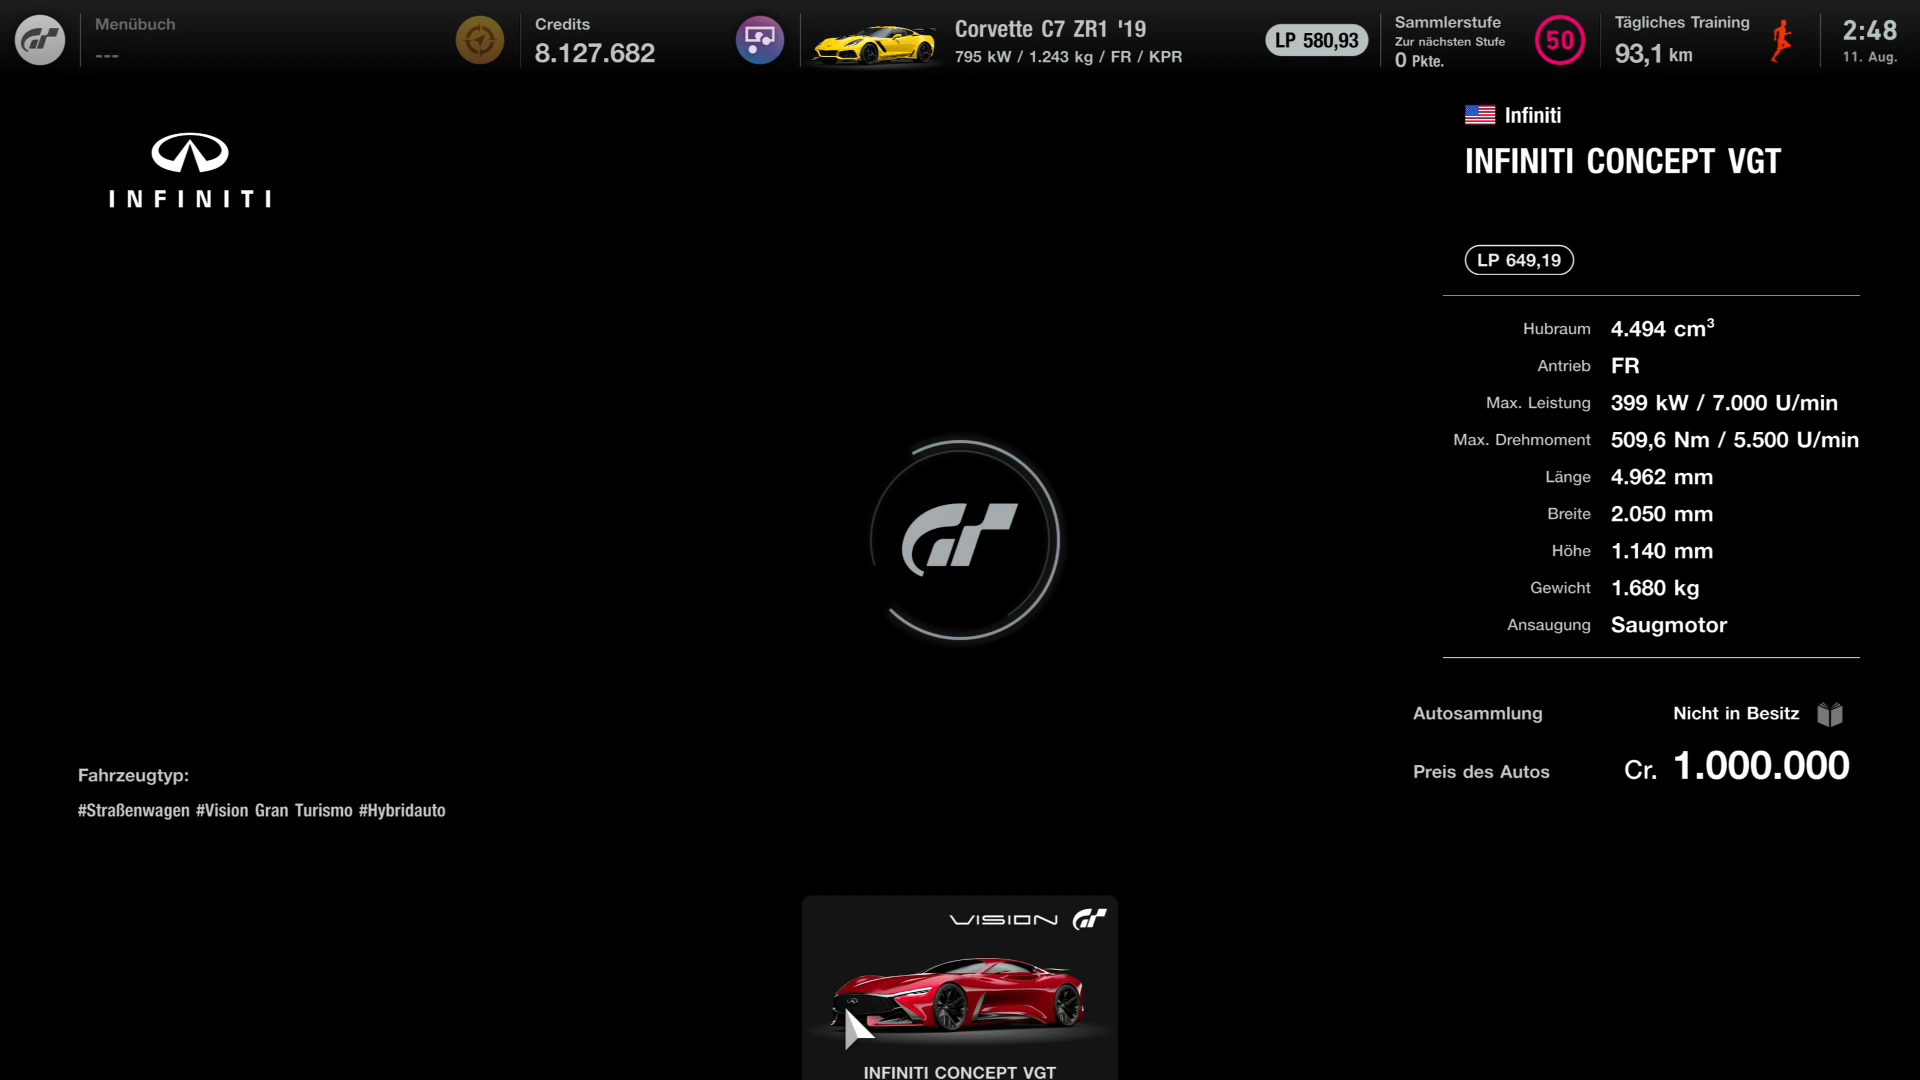 Menübuch
---
Credits
8.127.682
Corvette C7 ZR1 '19
795 kW / 1.243 kg / FR / KPR
LP 580,93
Sammlerstufe
Zur nächsten Stufe
0 Pkte.
50
Tägliches Training
93,1 km
2:48
11. Aug.
INFINITI
Infiniti
INFINITI CONCEPT VGT
LP 649,19
Hubraum 4.494 cm³
Antrieb FR
Max. Leistung 399 kW / 7.000 U/min
Max. Drehmoment 509,6 Nm / 5.500 U/min
Länge 4.962 mm
Breite 2.050 mm
Höhe 1.140 mm
Gewicht 1.680 kg
Ansaugung Saugmotor
Autosammlung Nicht in Besitz
Preis des Autos Cr. 1.000.000
Fahrzeugtyp:
#Straßenwagen #Vision Gran Turismo #Hybridauto
VISION GT
INFINITI CONCEPT VGT